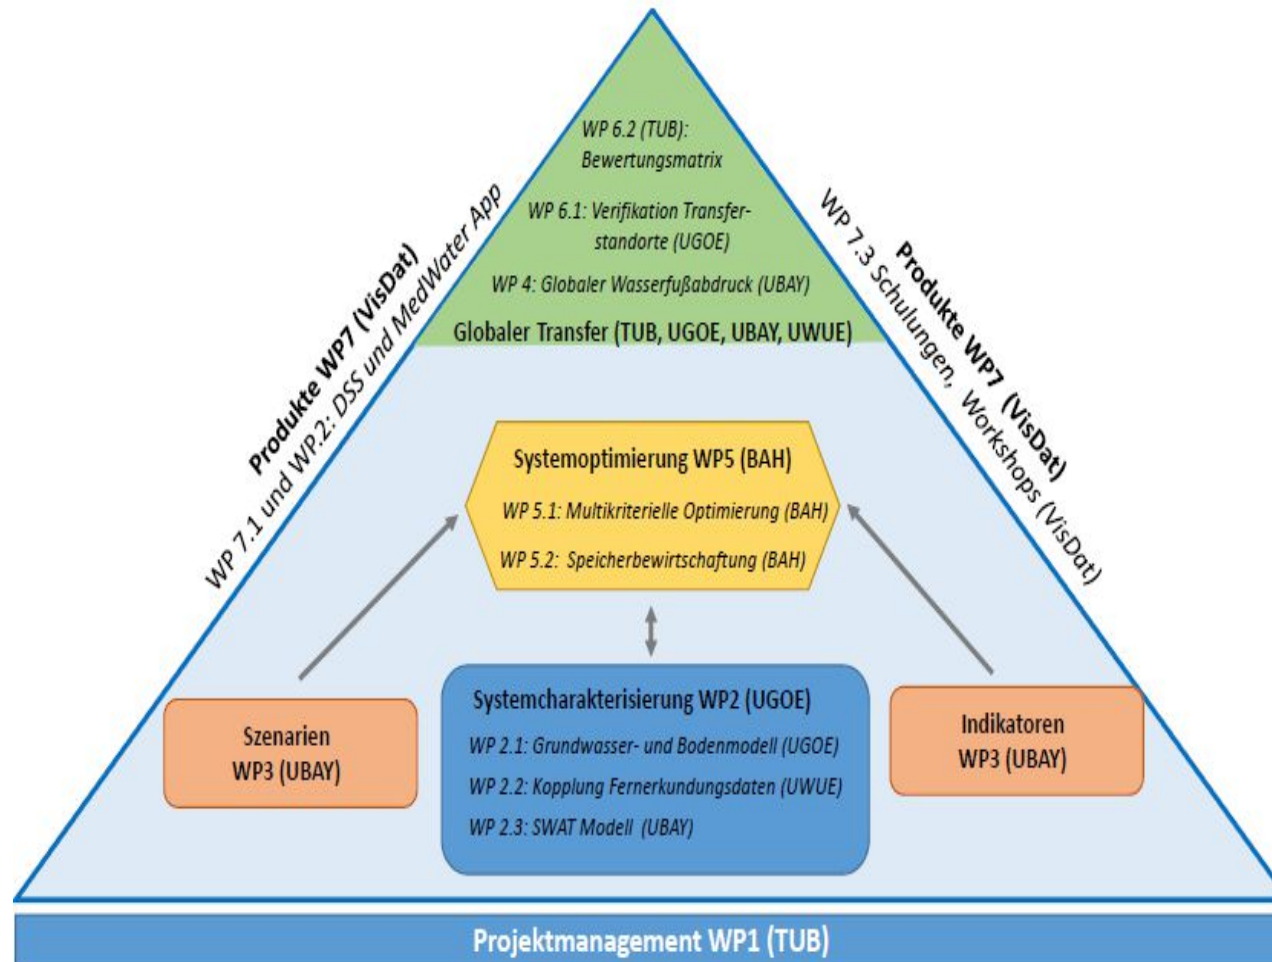 WP 6.2 (TUB):
Bewertungsmatrix
WP 6.1: Verifikation Transfer-
standorte (UGOE)
WP 4: Globaler Wasserfußabdruck (UBAY)
Globaler Transfer (TUB, UGOE, UBAY, UWUE)
Produkte WP7 (VisDat)
WP 7.1 und WP.2: DSS und MedWater App
Produkte WP7 (VisDat)
WP 7.3 Schulungen, Workshops (VisDat)
Systemoptimierung WP5 (BAH)
WP 5.1: Multikriterielle Optimierung (BAH)
WP 5.2: Speicherbewirtschaftung (BAH)
Szenarien
WP3 (UBAY)
Systemcharakterisierung WP2 (UGOE)
WP 2.1: Grundwasser- und Bodenmodell (UGOE)
WP 2.2: Kopplung Fernerkundungsdaten (UWUE)
WP 2.3: SWAT Modell (UBAY)
Indikatoren
WP3 (UBAY)
Projektmanagement WP1 (TUB)